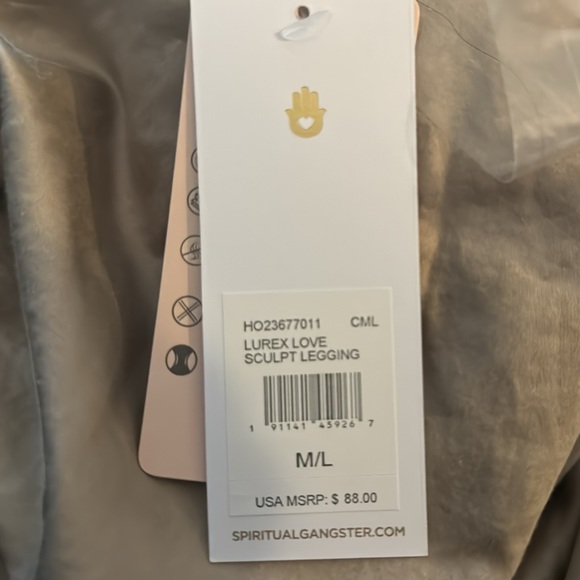 HO23677011 CML
LUREX LOVE
SCULPT LEGGING
1 91141 45926 7
M/L
USA MSRP: $ 88.00
SPIRITUALGANGSTER.COM